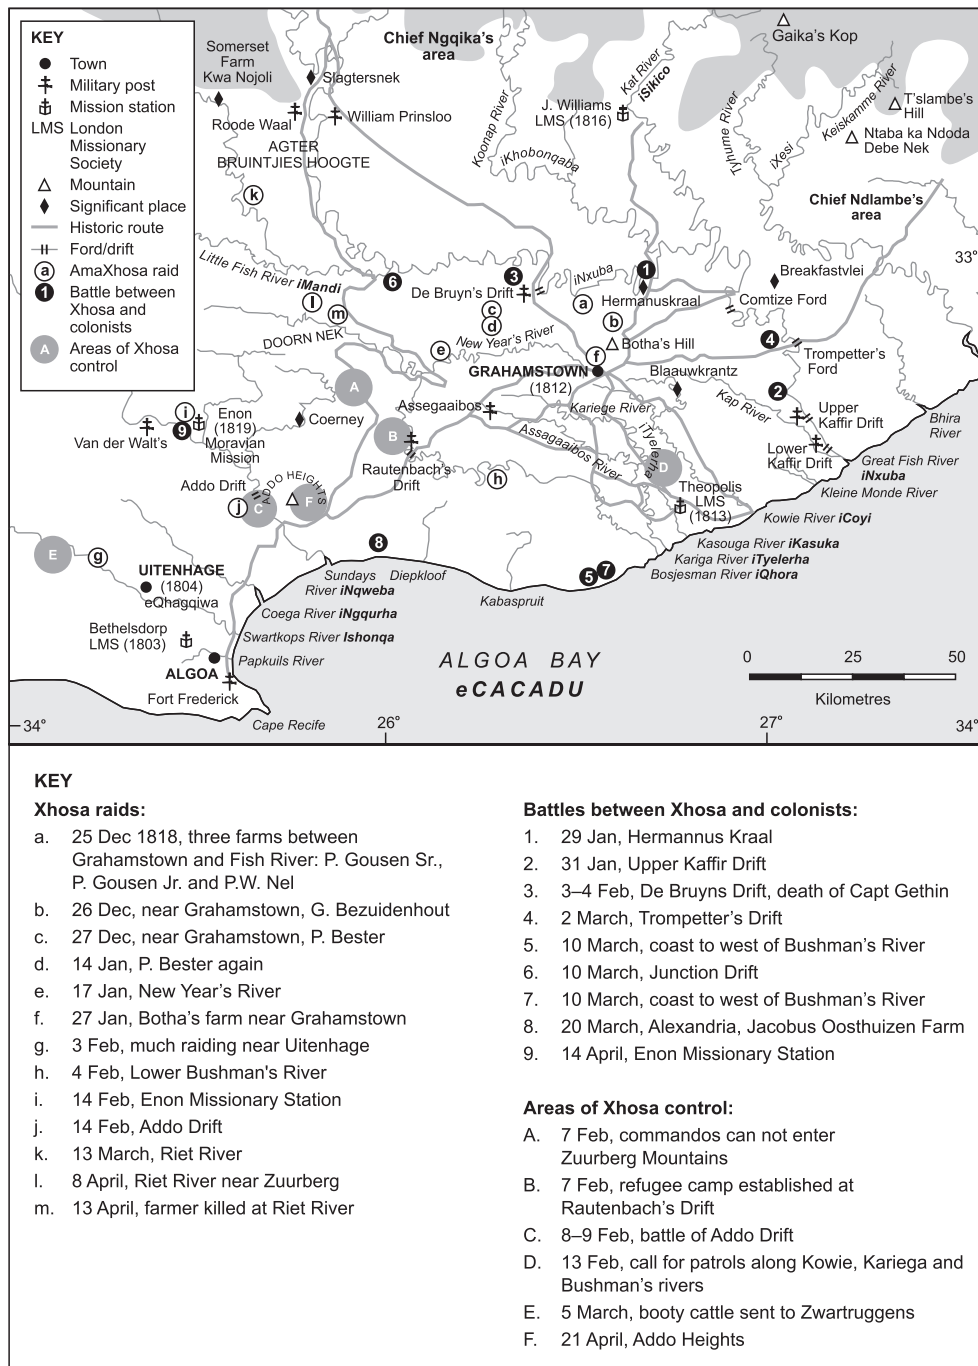 KEY
Town
Military post
Mission station
LMS London
Missionary
Society
Mountain
Significant place
Historic route
Ford/drift
a AmaXhosa raid
1 Battle between
Xhosa and
colonists
A Areas of Xhosa
control
Somerset
Farm
Kwa Nojoli
Slagtersnek
Chief Ngqika's
area
Gaika's Kop
Kat River
iSikico
J. Williams
LMS (1816)
Koonap River
Tyhume River
Keiskamme River
iXesi
T'slambe's
Hill
Ntaba ka Ndoda
Debe Nek
Roode Waal
William Prinsloo
AGTER
BRUINTJIES HOOGTE
iKhobonqaba
k
Chief Ndlambe's
area
33°
Little Fish River iMandi
6
3
De Bruyn's Drift
iNxuba
1
Hermanuskraal
Breakfastvlei
Comtize Ford
l
m
c
d
a
b
DOORN NEK
e
New Year's River
f
Botha's Hill
4
Trompetter's
Ford
GRAHAMSTOWN
(1812)
Blaauwkrantz
A
2
Kap River
Upper
Kaffir Drift
Bhira
River
Assegaaibos
Kariege River
i
9
Enon
(1819)
Moravian
Mission
Van der Walt's
Coerney
B
Assagaaibos River
iTyelerha
D
Lower
Kaffir Drift
Great Fish River
iNxuba
Rautenbach's
Drift
h
Kleine Monde River
Addo Drift
ADDO HEIGHTS
j
C
F
Theopolis
LMS
(1813)
Kowie River iCoyi
E
g
8
Kasouga River iKasuka
Kariga River iTyelerha
Bosjesman River iQhora
5
7
UITENHAGE
(1804)
eQhagqiwa
Sundays
River iNqweba
Diepkloof
Kabaspruit
Coega River iNgqurha
Bethelsdorp
LMS (1803)
Swartkops River Ishonqa
Papkuils River
ALGOA
Fort Frederick
ALGOA BAY
eCACADU
0 25 50
Kilometres
Cape Recife
34°
26°
27°
34°
KEY
Xhosa raids:
a. 25 Dec 1818, three farms between
Grahamstown and Fish River: P. Gousen Sr.,
P. Gousen Jr. and P.W. Nel
b. 26 Dec, near Grahamstown, G. Bezuidenhout
c. 27 Dec, near Grahamstown, P. Bester
d. 14 Jan, P. Bester again
e. 17 Jan, New Year's River
f. 27 Jan, Botha's farm near Grahamstown
g. 3 Feb, much raiding near Uitenhage
h. 4 Feb, Lower Bushman's River
i. 14 Feb, Enon Missionary Station
j. 14 Feb, Addo Drift
k. 13 March, Riet River
l. 8 April, Riet River near Zuurberg
m. 13 April, farmer killed at Riet River
Battles between Xhosa and colonists:
1. 29 Jan, Hermannus Kraal
2. 31 Jan, Upper Kaffir Drift
3. 3–4 Feb, De Bruyns Drift, death of Capt Gethin
4. 2 March, Trompetter's Drift
5. 10 March, coast to west of Bushman's River
6. 10 March, Junction Drift
7. 10 March, coast to west of Bushman's River
8. 20 March, Alexandria, Jacobus Oosthuizen Farm
9. 14 April, Enon Missionary Station
Areas of Xhosa control:
A. 7 Feb, commandos can not enter
Zuurberg Mountains
B. 7 Feb, refugee camp established at
Rautenbach's Drift
C. 8–9 Feb, battle of Addo Drift
D. 13 Feb, call for patrols along Kowie, Kariega and
Bushman's rivers
E. 5 March, booty cattle sent to Zwartruggens
F. 21 April, Addo Heights